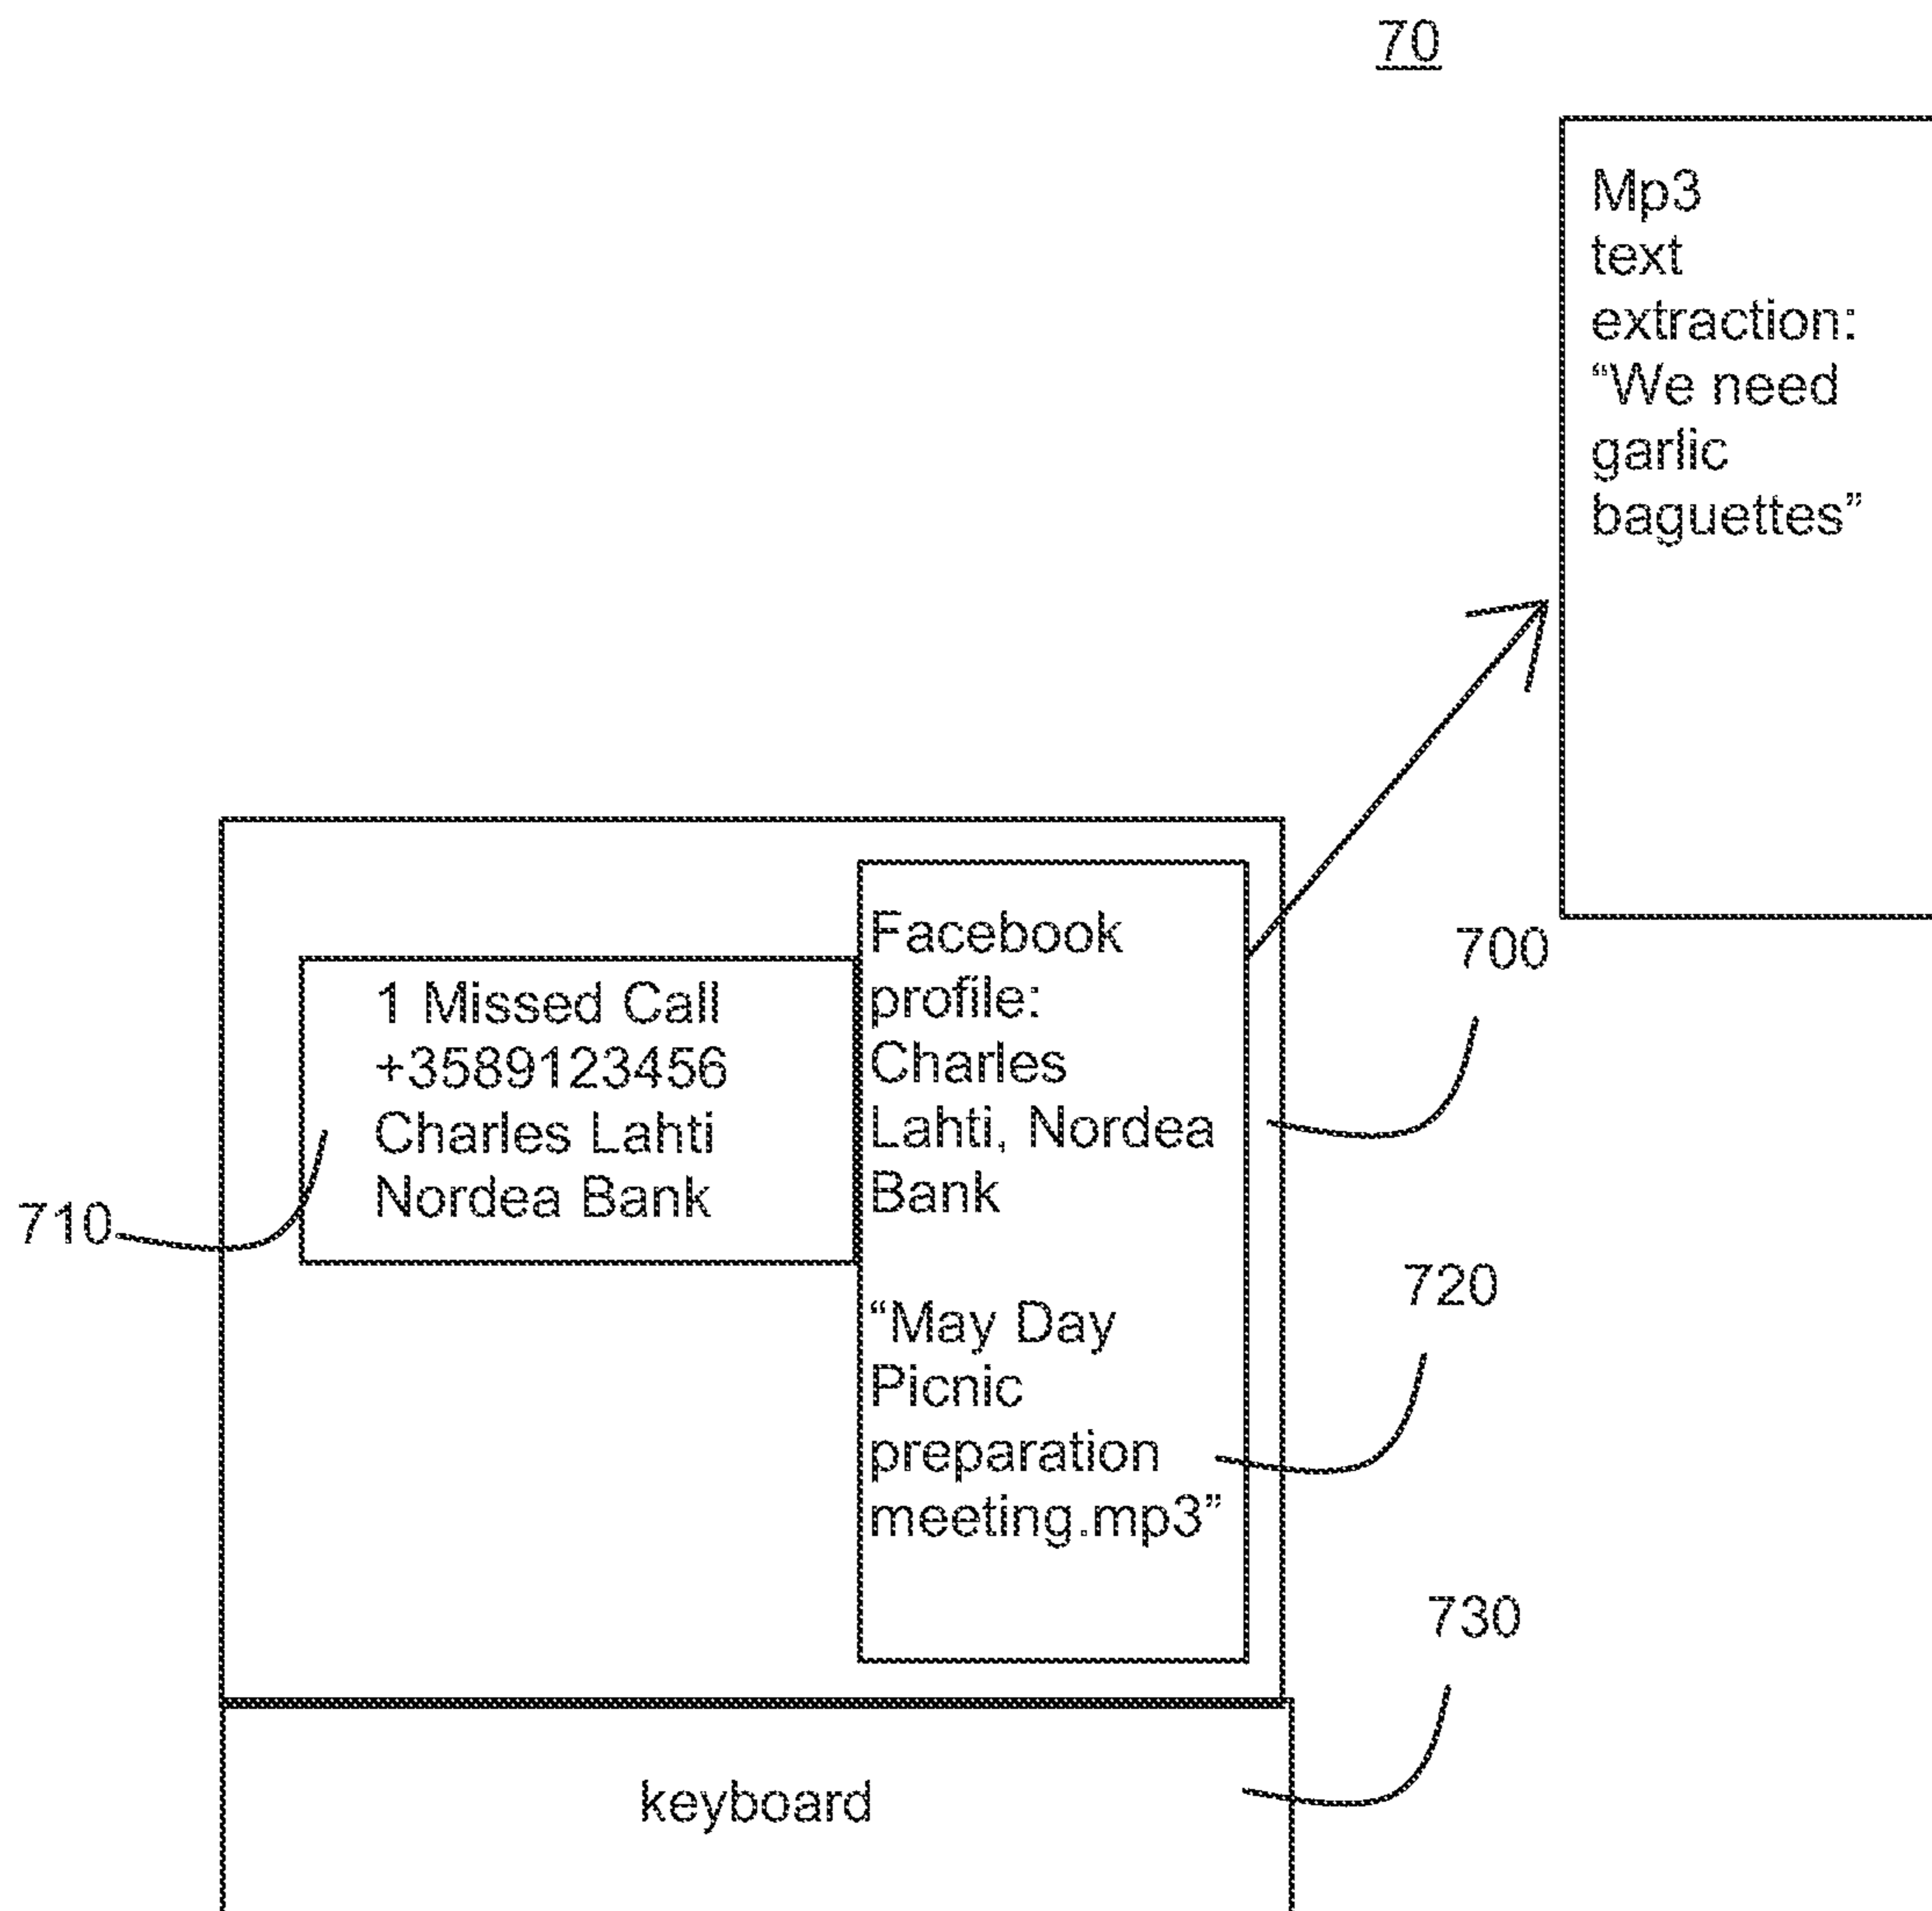 70
Mp3
text
extraction:
“We need
garlic
baguettes”
700
1 Missed Call
+3589123456
Charles Lahti
Nordea Bank
710
Facebook
profile:
Charles
Lahti, Nordea
Bank
“May Day
Picnic
preparation
meeting.mp3”
720
730
keyboard